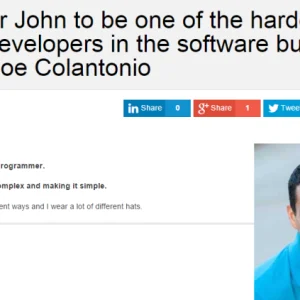 r John to be one of the hard
evelopers in the software bu
oe Colantonio
Share 0 Share 1 Twee
rogrammer.
omplex and making it simple.
ent ways and I wear a lot of different hats.